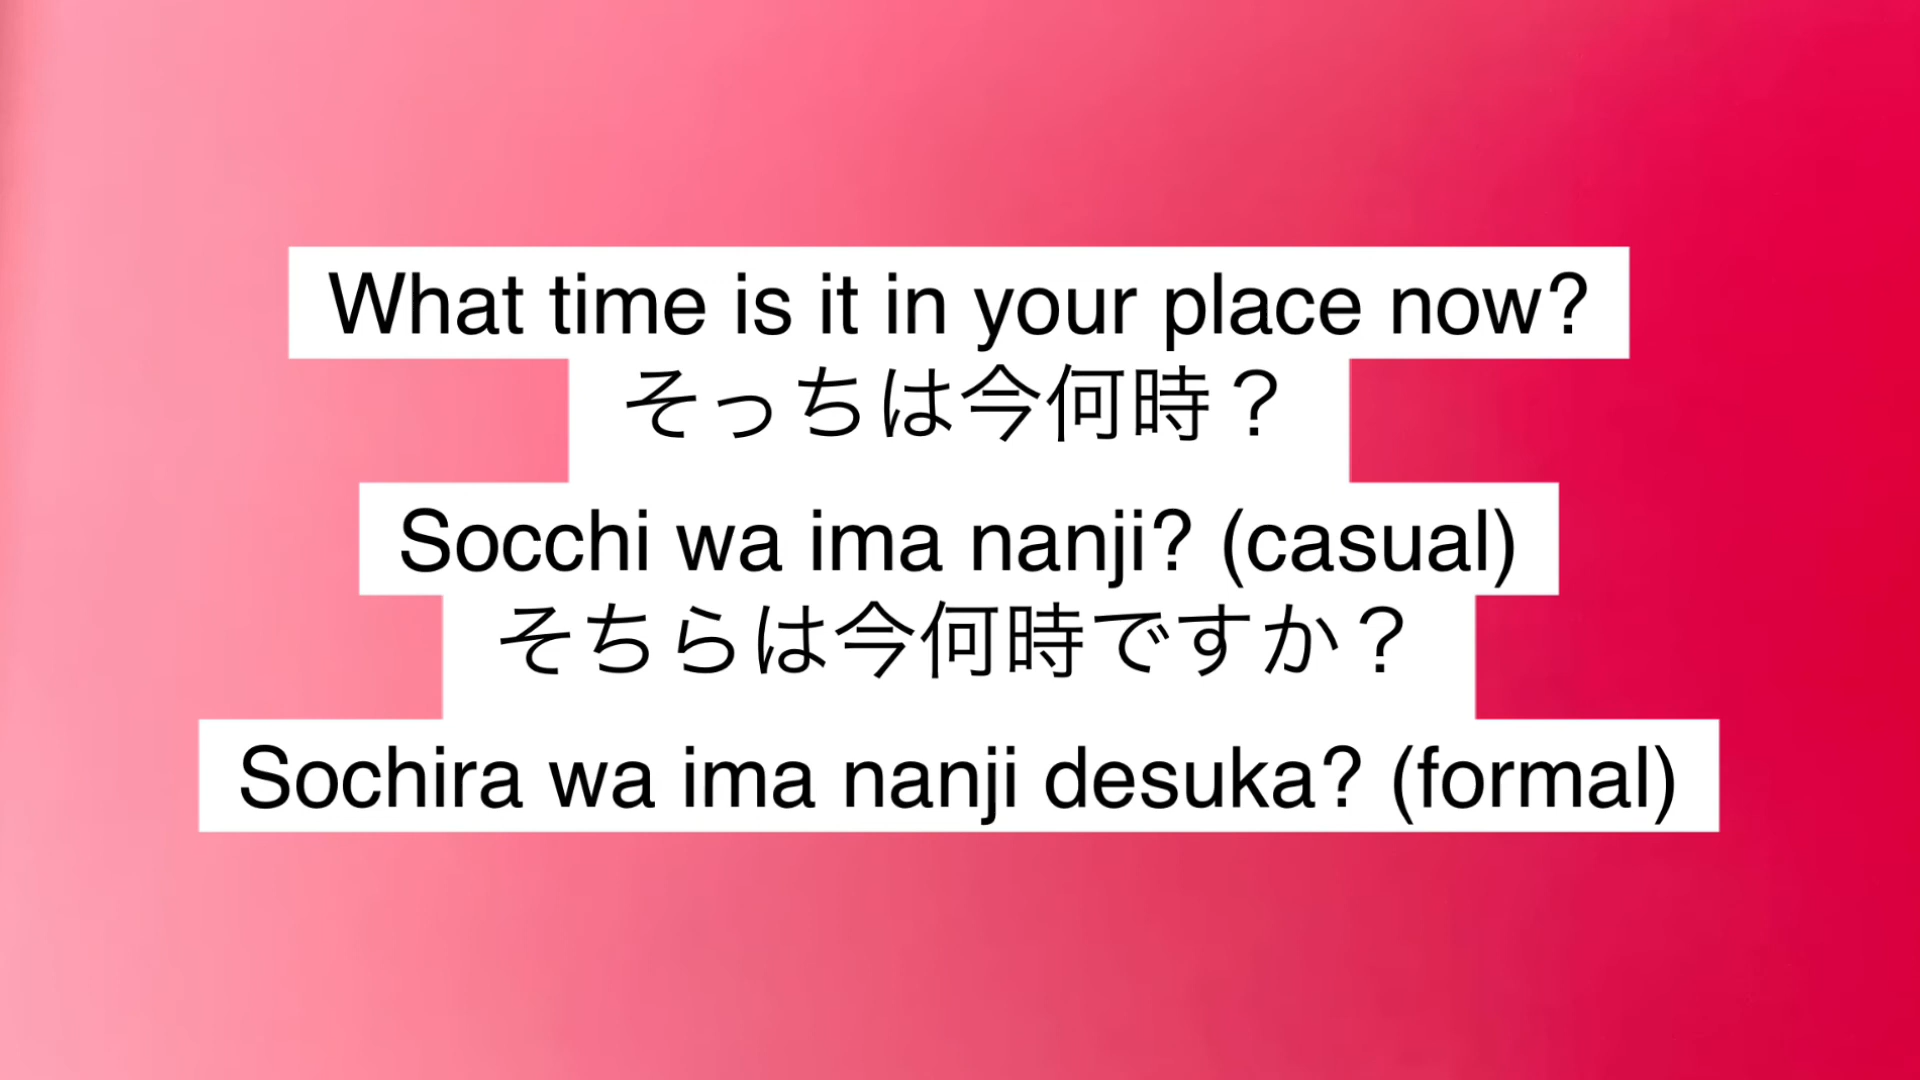 What time is it in your place now?
そっちは今何時？
Socchi wa ima nanji? (casual)
そちらは今何時ですか？
Sochira wa ima nanji desuka? (formal)